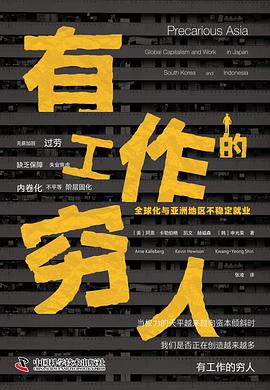 Precarious Asia
Global Capitalism and Work in Japan
South Korea and Indonesia
有
无薪加班 过劳
缺乏保障 失业焦虑
内卷化 不平等 阶层固化
工作的
全球化与亚洲地区不稳定就业
[美] 阿恩·卡勒伯格 凯文·赫威森 [韩] 申光荣 著
Arne Kalleberg Kevin Hewison Kwang-Yeong Shin
张凌 译
穷人
当权力的天平越来越向资本倾斜时
我们是否正在创造越来越多
有工作的穷人
中国科学技术出版社